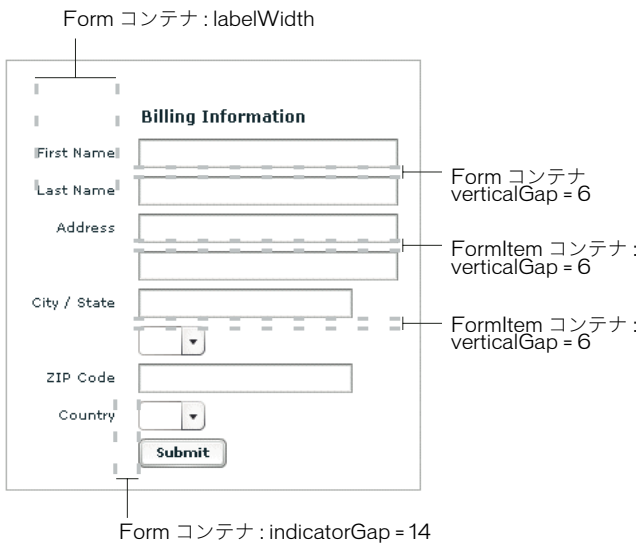 Form コンテナ : labelWidth
Billing Information
First Name
Last Name
Form コンテナ
verticalGap = 6
Address
FormItem コンテナ :
verticalGap = 6
City / State
FormItem コンテナ :
verticalGap = 6
ZIP Code
Country
Submit
Form コンテナ : indicatorGap = 14